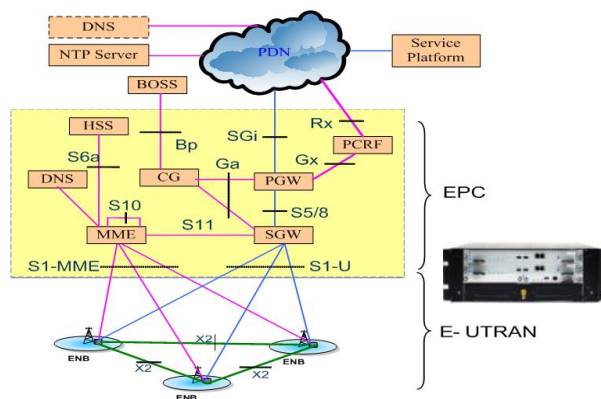 DNS
NTP Server
PDN
Service
Platform
BOSS
HSS
Bp
SGi
Rx
PCRF
S6a
Ga
Gx
DNS
CG
PGW
EPC
S10
S5/8
S11
MME
SGW
S1-MME
S1-U
E- UTRAN
X2
ENB
ENB
X2
X2
ENB